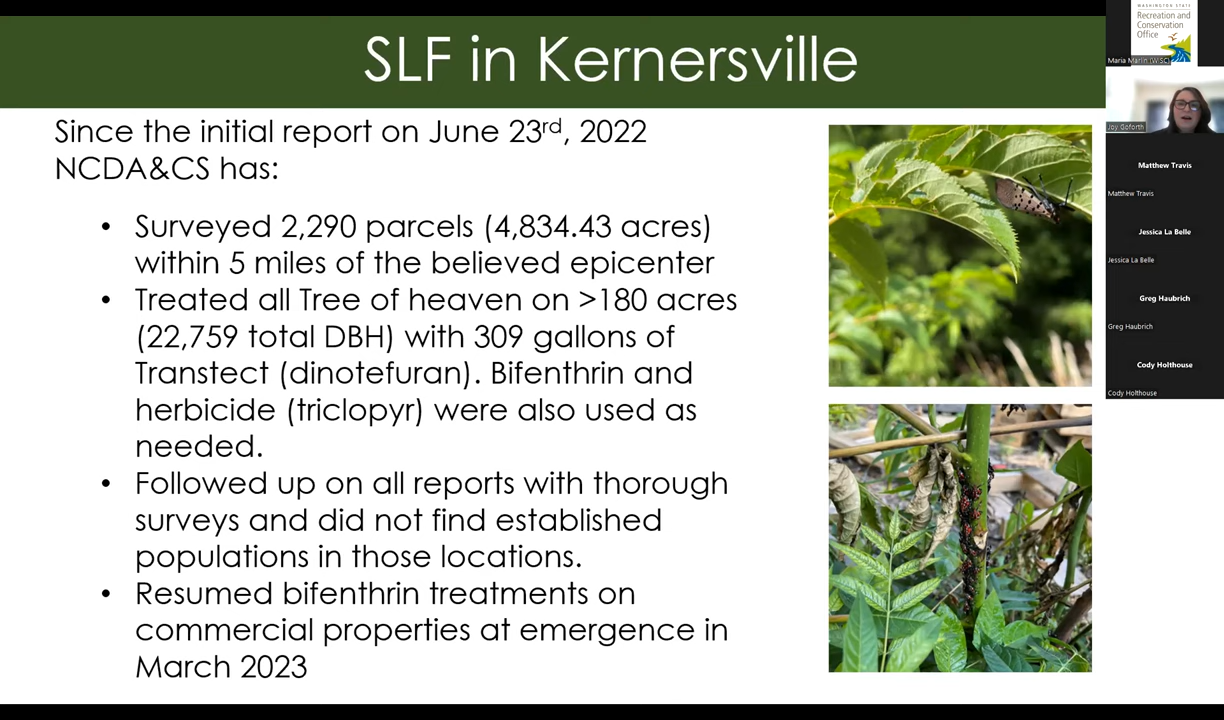 SLF in Kernersville
Since the initial report on June 23rd, 2022
NCDA&CS has:
• Surveyed 2,290 parcels (4,834.43 acres)
within 5 miles of the believed epicenter
• Treated all Tree of heaven on >180 acres
(22,759 total DBH) with 309 gallons of
Transtect (dinotefuran). Bifenthrin and
herbicide (triclopyr) were also used as
needed.
• Followed up on all reports with thorough
surveys and did not find established
populations in those locations.
• Resumed bifenthrin treatments on
commercial properties at emergence in
March 2023
WASHINGTON STATE
Recreation and
Conservation
Office
Maria Marlin (WISC)
Joy Goforth
Matthew Travis
Matthew Travis
Jessica La Belle
Jessica La Belle
Greg Haubrich
Greg Haubrich
Cody Holthouse
Cody Holthouse